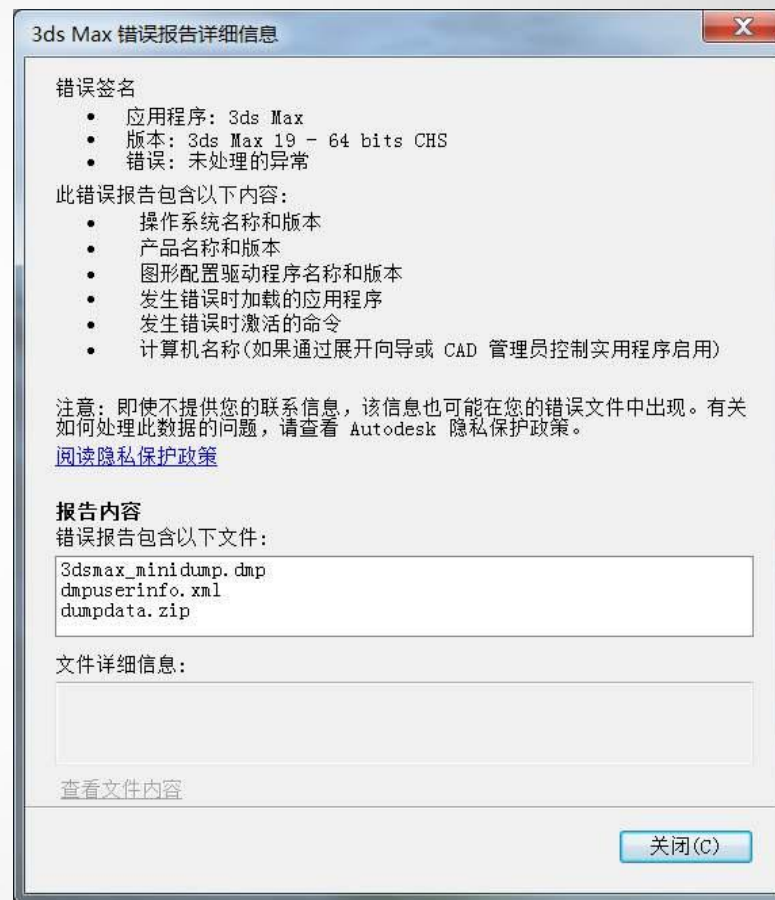 3ds Max 错误报告详细信息
错误签名
• 应用程序: 3ds Max
• 版本: 3ds Max 19 - 64 bits CHS
• 错误: 未处理的异常
此错误报告包含以下内容:
• 操作系统名称和版本
• 产品名称和版本
• 图形配置驱动程序名称和版本
• 发生错误时加载的应用程序
• 发生错误时激活的命令
• 计算机名称(如果通过展开向导或 CAD 管理员控制实用程序启用)
注意: 即使不提供您的联系信息，该信息也可能在您的错误文件中出现。有关
如何处理此数据的问题，请查看 Autodesk 隐私保护政策。
阅读隐私保护政策
报告内容
错误报告包含以下文件:
3dsmax_minidump.dmp
dmpuserinfo.xml
dumpdata.zip
文件详细信息:
查看文件内容
关闭(C)